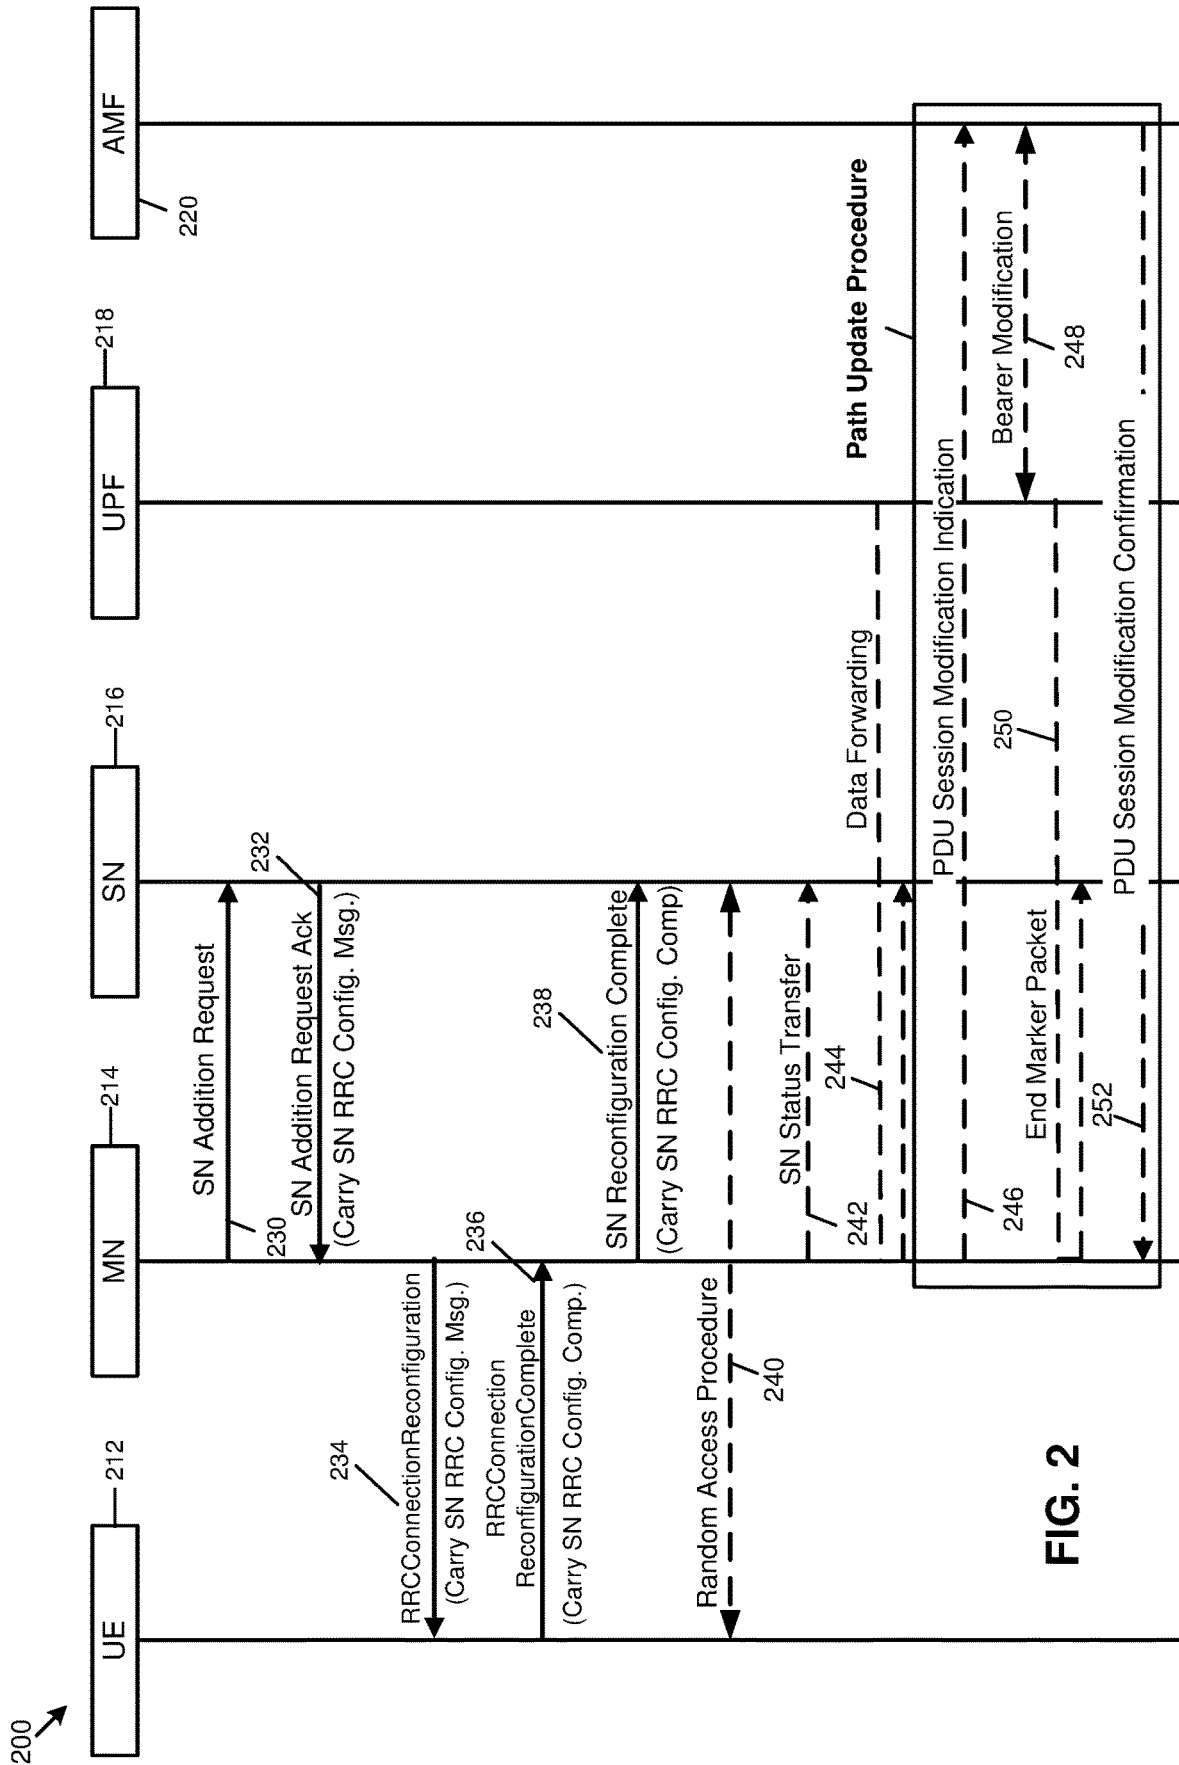 200
UE
212
MN
214
SN
216
UPF
218
AMF
220
SN Addition Request
230
232
SN Addition Request Ack
(Carry SN RRC Config. Msg.)
234
RRCConnectionReconfiguration
(Carry SN RRC Config. Msg.)
236
RRCConnection
ReconfigurationComplete
(Carry SN RRC Config. Comp.)
238
SN Reconfiguration Complete
(Carry SN RRC Config. Comp)
Random Access Procedure
240
SN Status Transfer
242
Data Forwarding
244
Path Update Procedure
PDU Session Modification Indication
246
Bearer Modification
248
250
End Marker Packet
252
PDU Session Modification Confirmation
FIG. 2